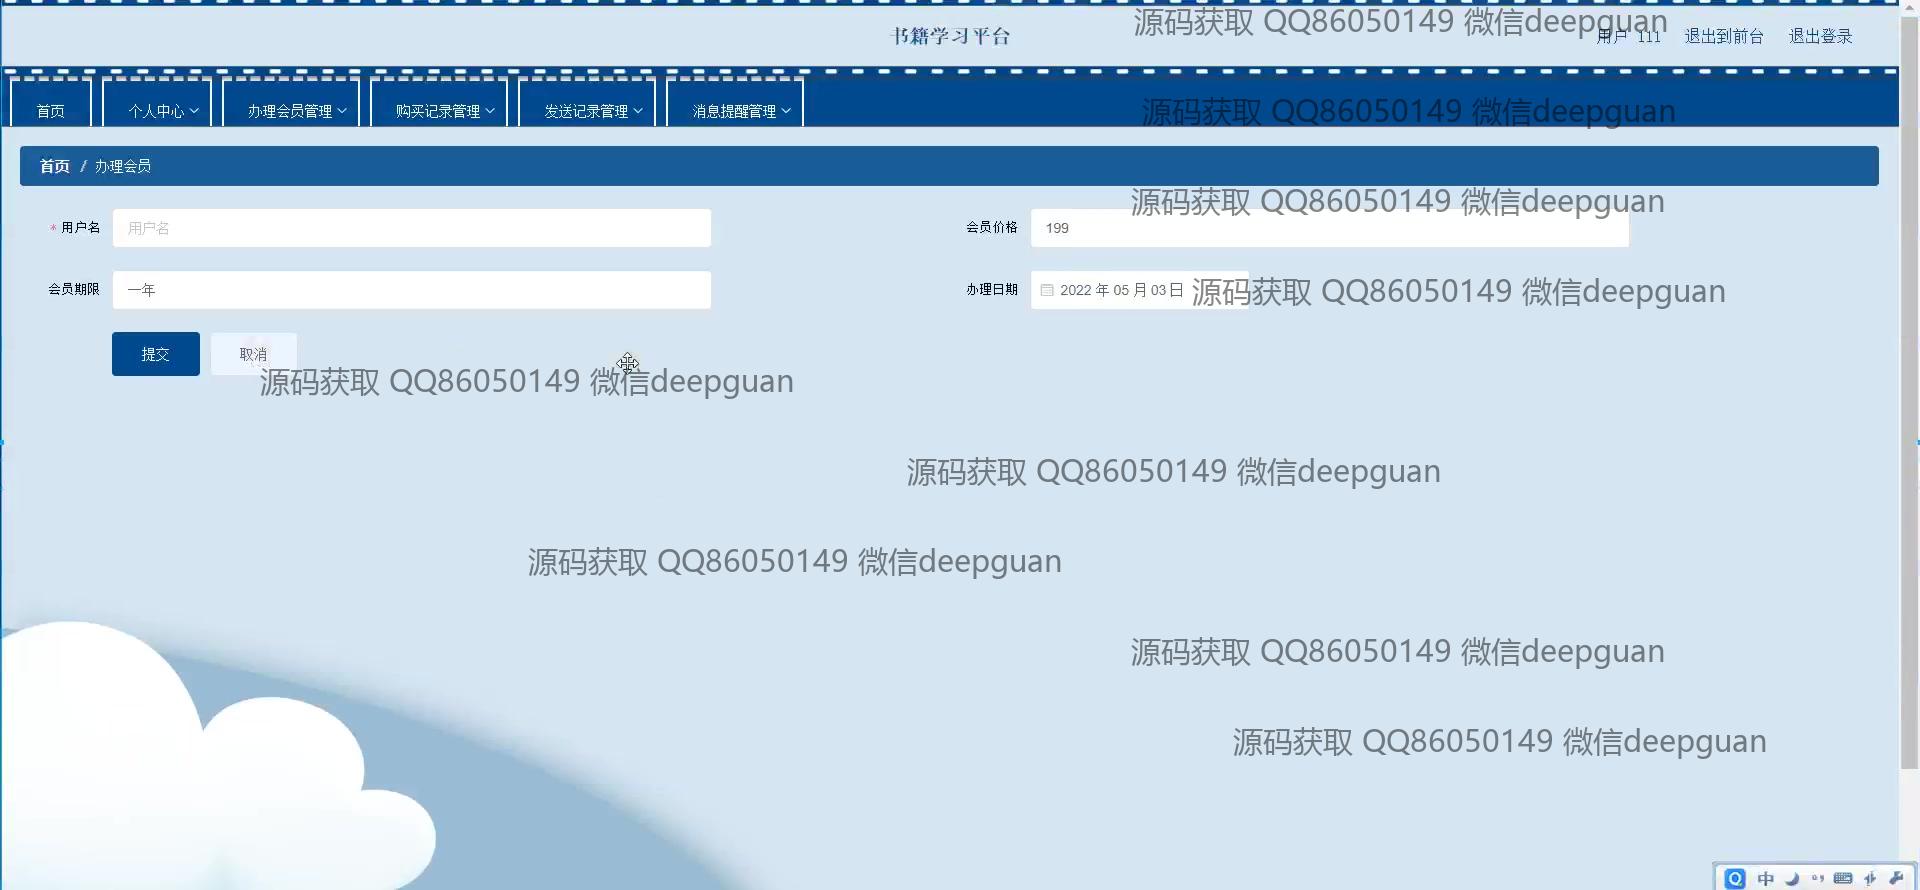 书籍学习平台
源码获取 QQ86050149 微信deepguan
用户 111 退出到前台 退出登录
首页 个人中心 办理会员管理 购买记录管理 发送记录管理 消息提醒管理
源码获取 QQ86050149 微信deepguan
首页 / 办理会员
源码获取 QQ86050149 微信deepguan
* 用户名 用户名 会员价格 199
会员期限 一年 办理日期 2022 年 05 月 03 日
源码获取 QQ86050149 微信deepguan
提交 取消
源码获取 QQ86050149 微信deepguan
源码获取 QQ86050149 微信deepguan
源码获取 QQ86050149 微信deepguan
源码获取 QQ86050149 微信deepguan
源码获取 QQ86050149 微信deepguan
中